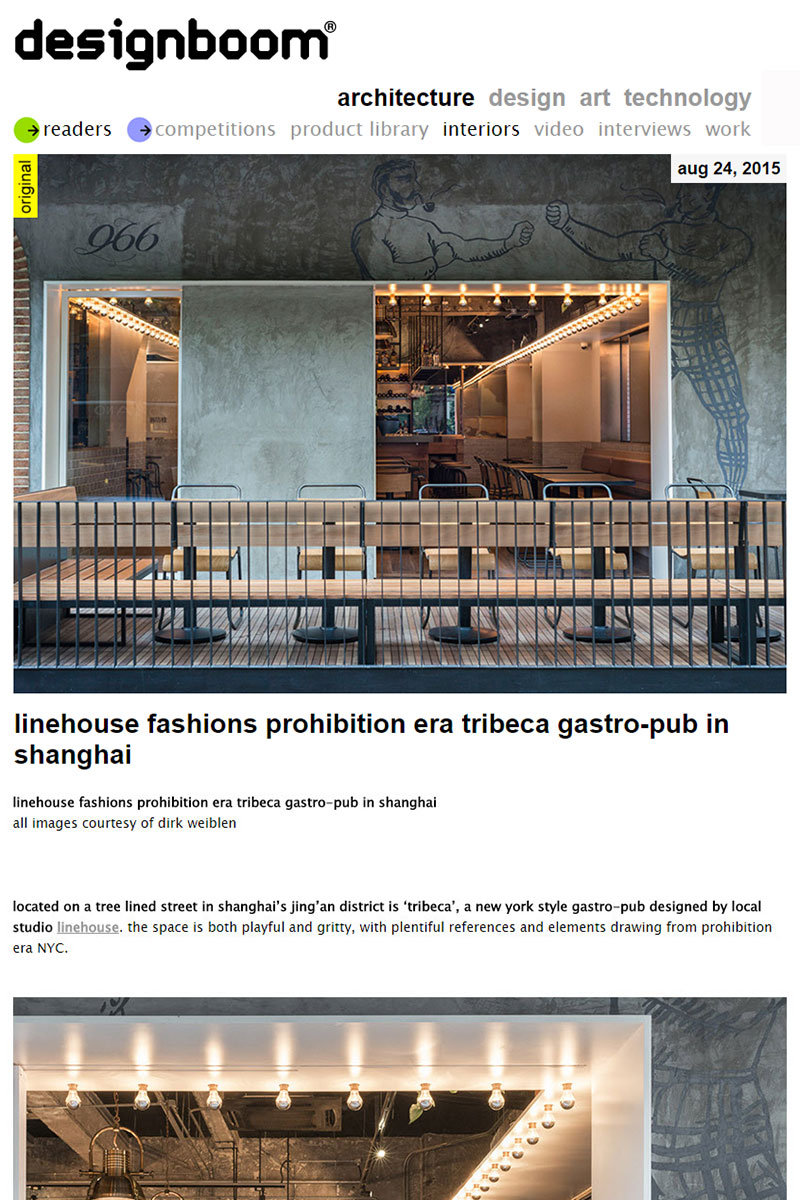 designboom®
architecture design art technology
readers competitions product library interiors video interviews work
original
aug 24, 2015
966
linehouse fashions prohibition era tribeca gastro-pub in
shanghai
linehouse fashions prohibition era tribeca gastro-pub in shanghai
all images courtesy of dirk weiblen
located on a tree lined street in shanghai's jing'an district is ‘tribeca’, a new york style gastro-pub designed by local
studio linehouse. the space is both playful and gritty, with plentiful references and elements drawing from prohibition
era NYC.